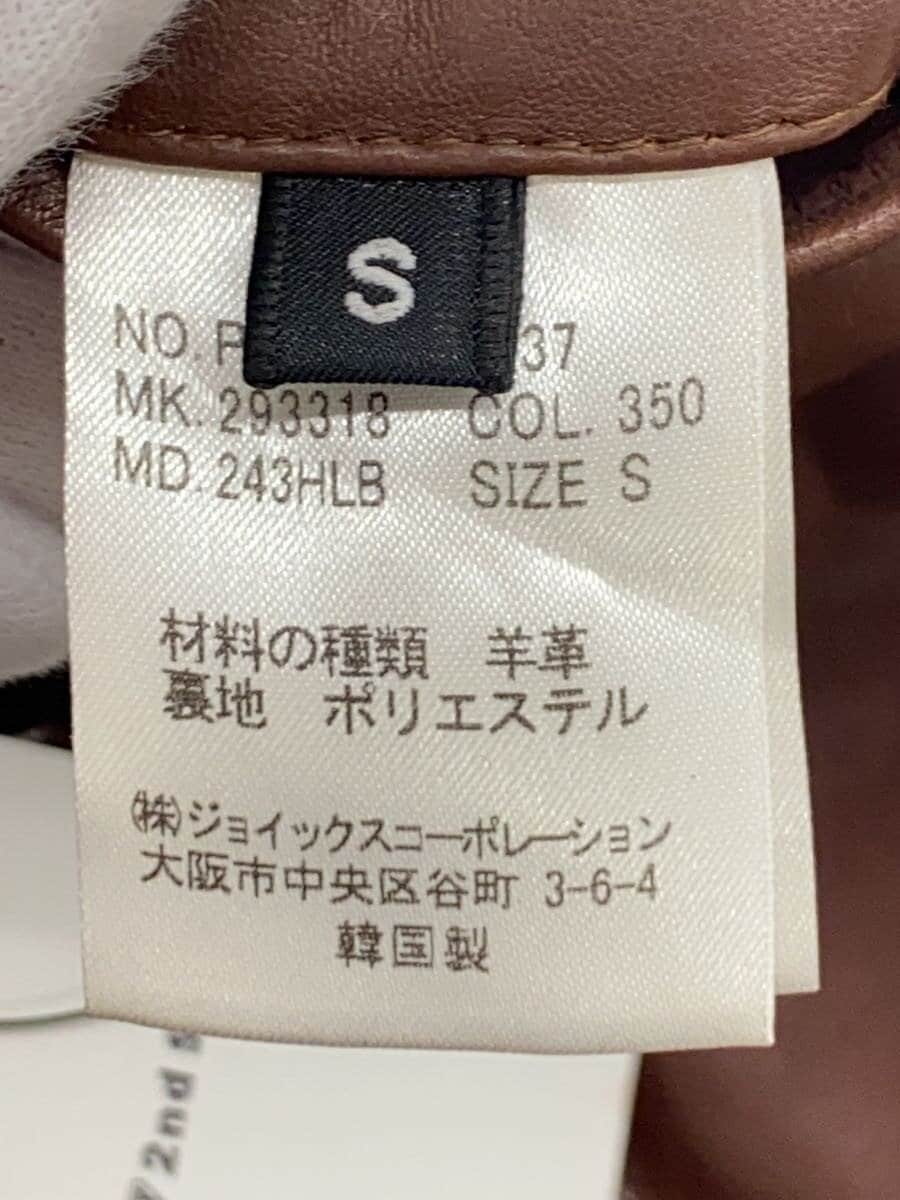 S
NO. 37
MK. 293318 COL. 350
MD. 243HLB SIZE S
材料の種類 羊革
裏地 ポリエステル
㈱ジョイックスコーポレーション
大阪市中央区谷町 3-6-4
韓国製
72nd